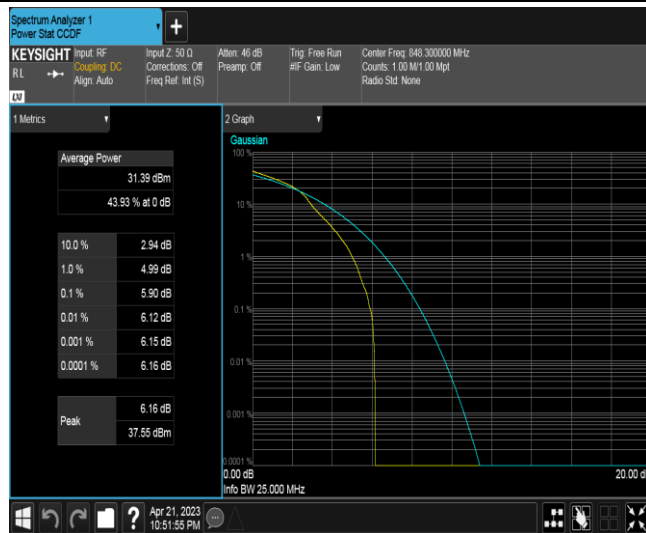 Spectrum Analyzer 1
Power Stat CCDF
KEYSIGHT
RL
Input: RF
Coupling: DC
Align: Auto
Input Z: 50 Ω
Corrections: Off
Freq Ref: Int (S)
Atten: 46 dB
Preamp: Off
Trig: Free Run
#IF Gain: Low
Center Freq: 848.300000 MHz
Counts: 1.00 M/1.00 Mpt
Radio Std: None
1 Metrics
Average Power
31.39 dBm
43.93 % at 0 dB
10.0 % 2.94 dB
1.0 % 4.99 dB
0.1 % 5.90 dB
0.01 % 6.12 dB
0.001 % 6.15 dB
0.0001 % 6.16 dB
Peak
6.16 dB
37.55 dBm
2 Graph
Gaussian
100 %
10 %
1 %
0.1 %
0.01 %
0.001 %
0.0001 %
0.00 dB
20.00 d
Info BW 25.000 MHz
Apr 21, 2023
10:51:55 PM